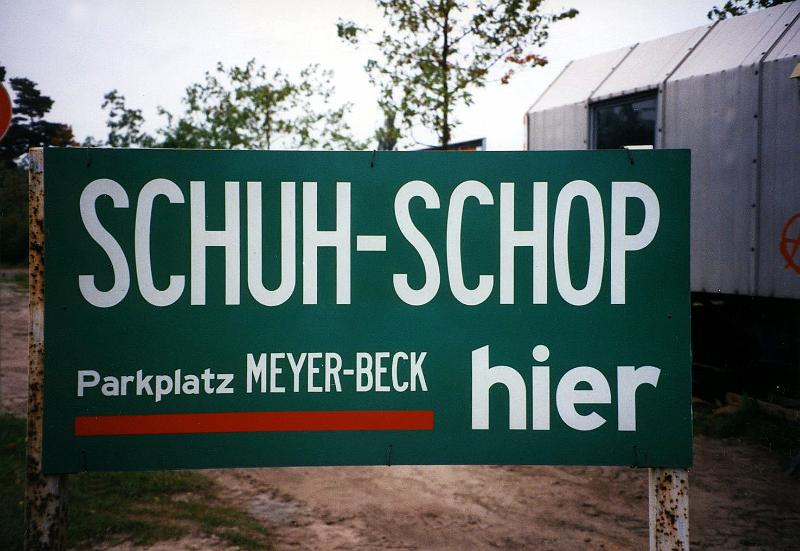 SCHUH-SCHOP
Parkplatz MEYER-BECK hier